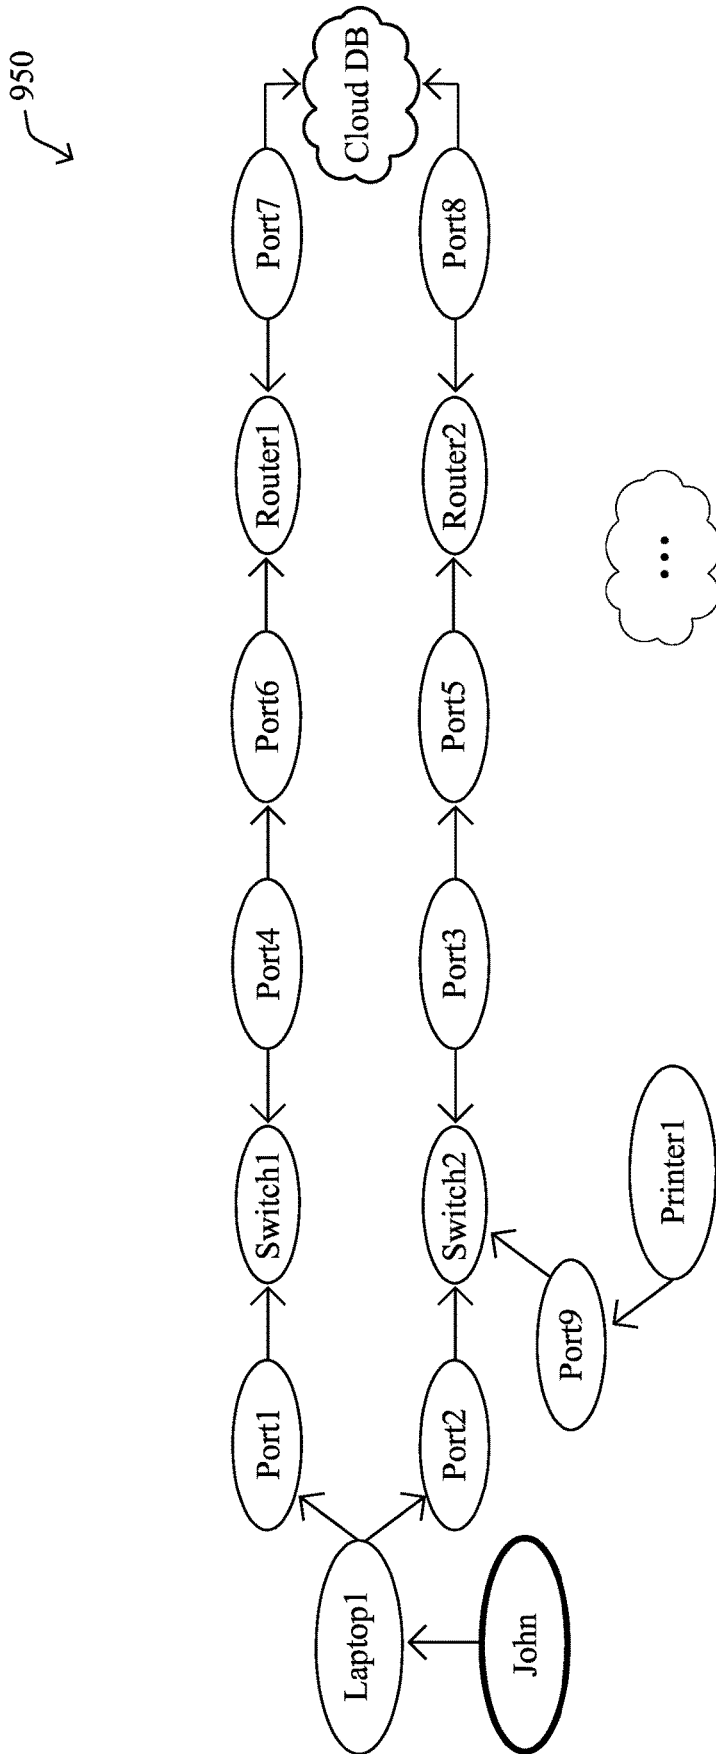 950
Port1
Switch1
Port4
Port6
Router1
Port7
Laptop1
Cloud DB
Port2
Switch2
Port3
Port5
Router2
Port8
John
Port9
Printer1
...